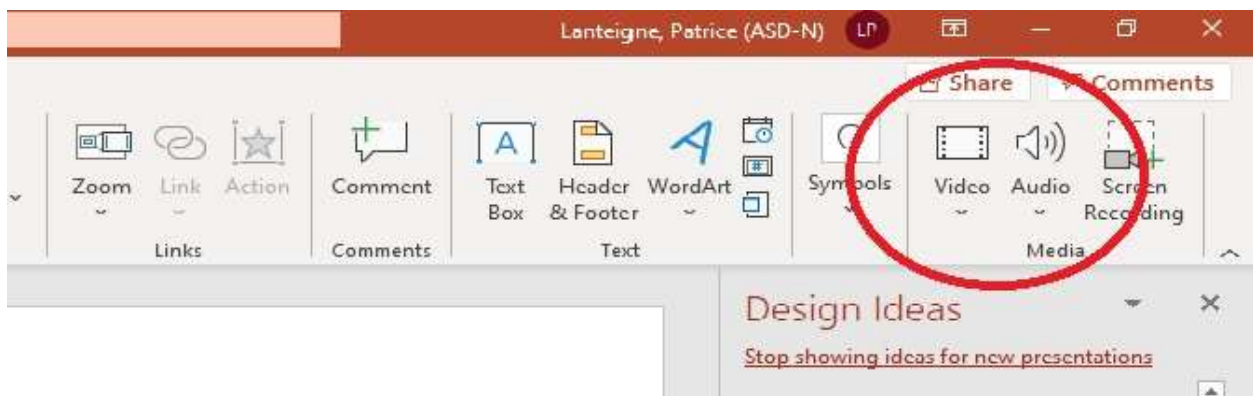 Lanteigne, Patrice (ASD-N) LP
Share Comments
Zoom Link Action Comment Text Box Header & Footer WordArt Symbols Video Audio Screen Recording
Links Comments Text Media
Design Ideas
Stop showing ideas for new presentations